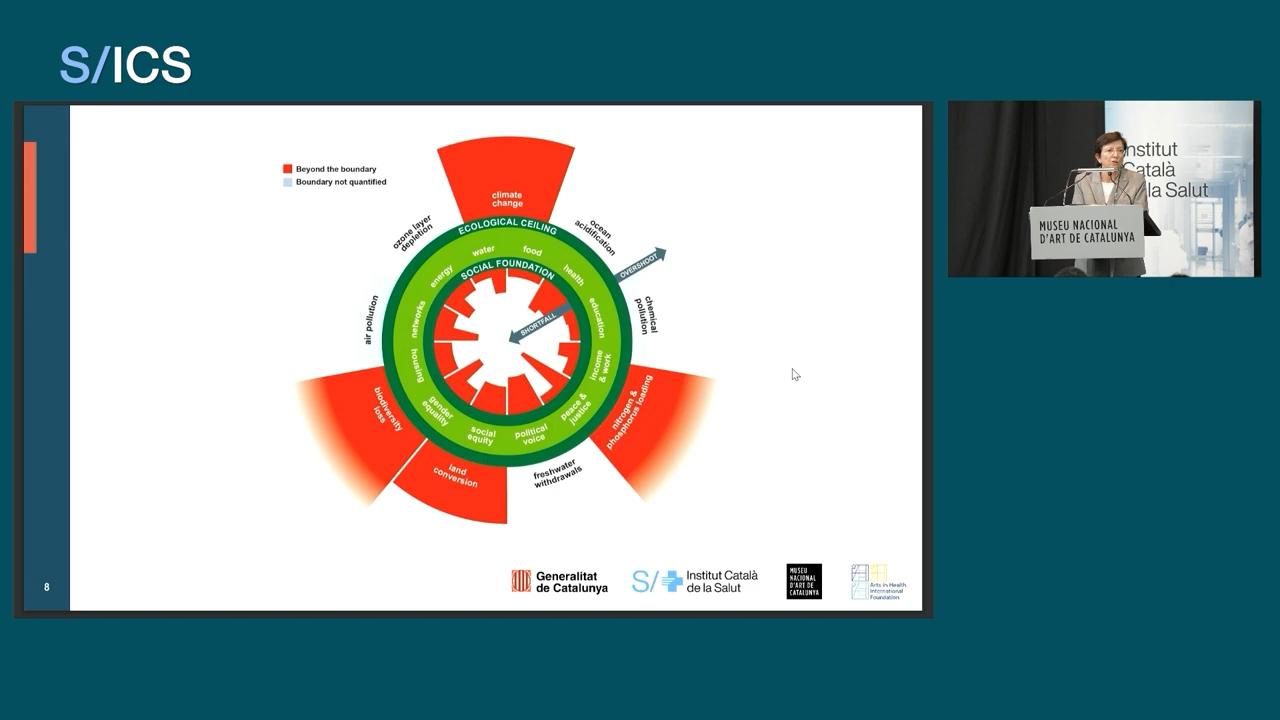 S/ICS
Beyond the boundary
Boundary not quantified
climate
change
ozone layer
depletion
ocean
acidification
ECOLOGICAL CEILING
water
food
OVERSHOOT
energy
SOCIAL FOUNDATION
health
air pollution
networks
SHORTFALL
education
chemical
pollution
housing
income
& work
biodiversity
loss
gender
equality
social
equity
political
voice
peace &
justice
nitrogen &
phosphorus loading
land
conversion
freshwater
withdrawals
8
Generalitat
de Catalunya
S/
Institut Català
de la Salut
MUSEU
NACIONAL
D'ART DE
CATALUNYA
Arts in Health
International
Foundation
nstitut
Català
la Salut
MUSEU NACIONAL
D'ART DE CATALUNYA